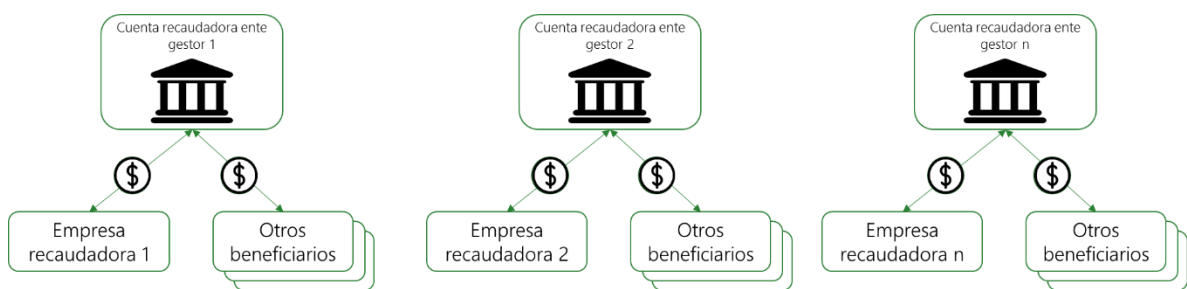 Cuenta recaudadora ente
gestor 1
Cuenta recaudadora ente
gestor 2
Cuenta recaudadora ente
gestor n
$
$
$
$
$
$
Empresa
recaudadora 1
Otros
beneficiarios
Empresa
recaudadora 2
Otros
beneficiarios
Empresa
recaudadora n
Otros
beneficiarios